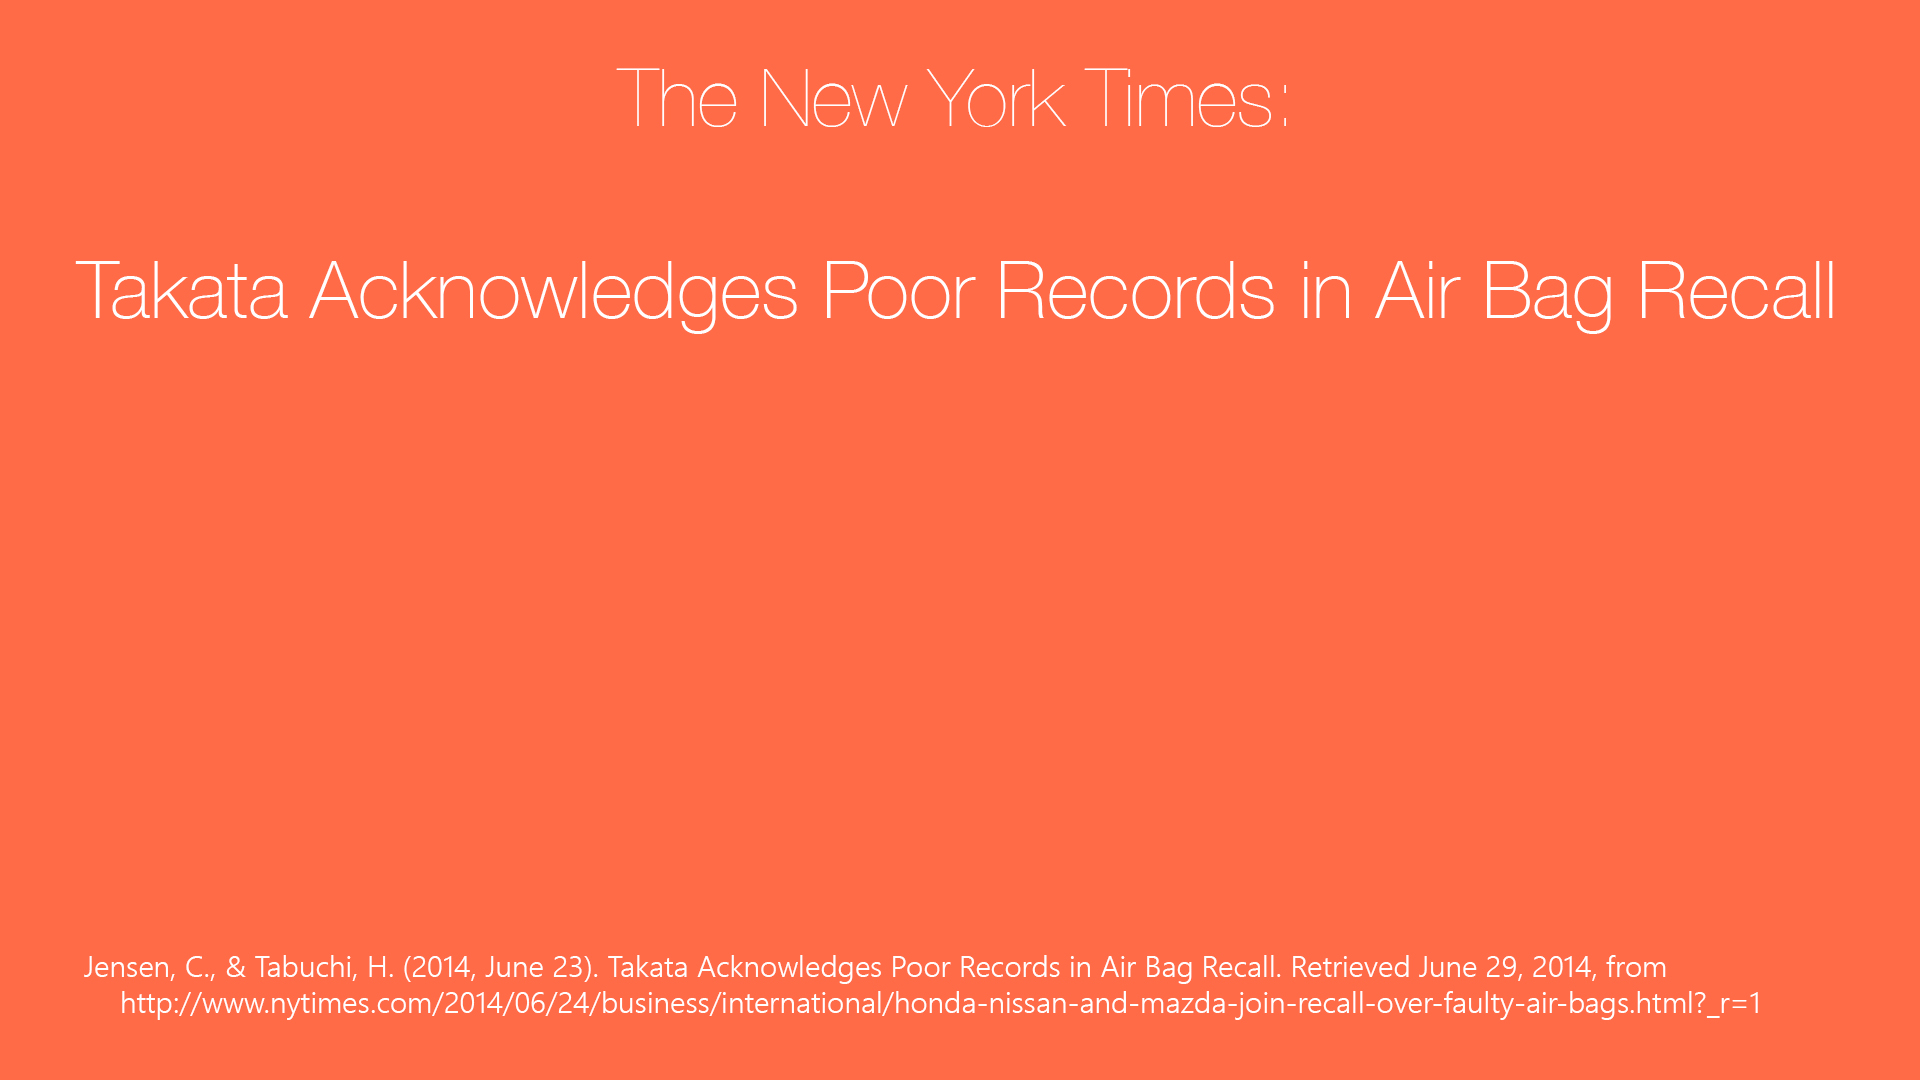 The New York Times:
Takata Acknowledges Poor Records in Air Bag Recall
Jensen, C., & Tabuchi, H. (2014, June 23). Takata Acknowledges Poor Records in Air Bag Recall. Retrieved June 29, 2014, from
http://www.nytimes.com/2014/06/24/business/international/honda-nissan-and-mazda-join-recall-over-faulty-air-bags.html?_r=1